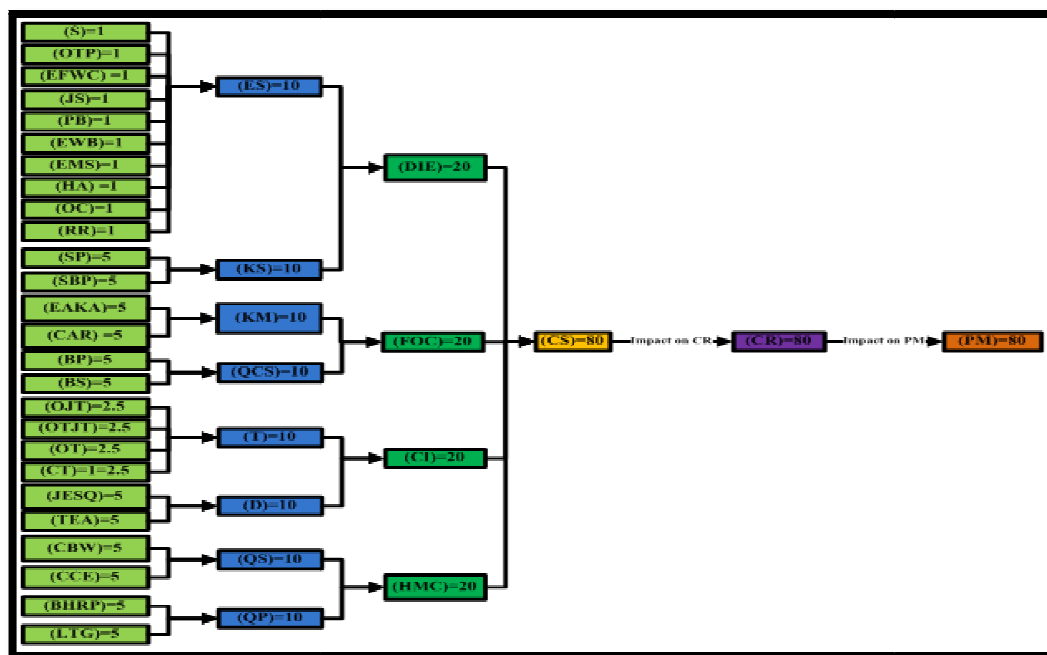 (S)=1
(OTP)=1
(EFWC) =1
(JS)=1
(PB)=1
(EWB)=1
(EMS)=1
(HA) =1
(OC)=1
(RR)=1
(SP)=5
(SBP)=5
(EAKA)=5
(CAR) =5
(BP)=5
(BS)=5
(OJT)=2.5
(OTJT)=2.5
(OT)=2.5
(CT)=1=2.5
(JESQ)=5
(TEA)=5
(CBW)=5
(CCE)=5
(BHRP)=5
(LTG)=5
(ES)=10
(KS)=10
(KM)=10
(QCS)=10
(T)=10
(D)=10
(QS)=10
(QP)=10
(DIE)=20
(FOC)=20
(CI)=20
(HMC)=20
(CS)=80
Impact on CR
(CR)=80
Impact on PM
(PM)=80